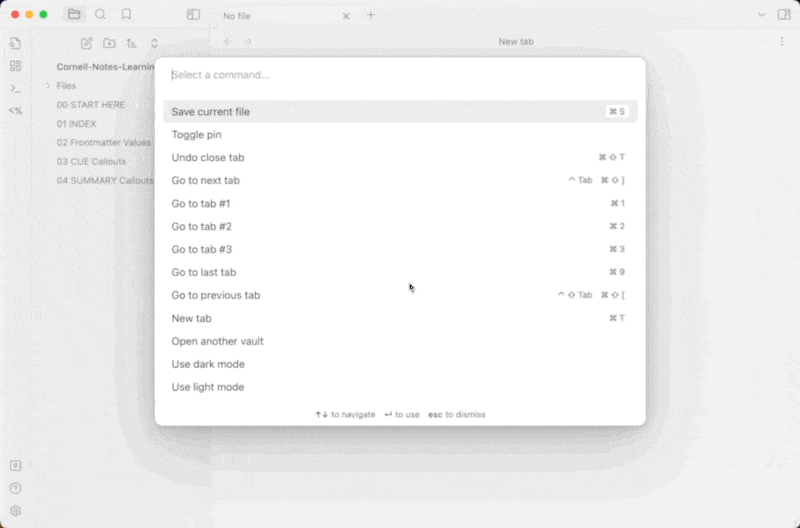 No file
New tab
Cornell-Notes-Learnin
Files
00 START HERE
01 INDEX
02 Frontmatter Values
03 CUE Callouts
04 SUMMARY Callouts
Select a command...
Save current file ⌘ S
Toggle pin
Undo close tab ⌘ ⇧ T
Go to next tab ^ Tab ⌘ ⇧ ]
Go to tab #1 ⌘ 1
Go to tab #2 ⌘ 2
Go to tab #3 ⌘ 3
Go to last tab ⌘ 9
Go to previous tab ^ ⇧ Tab ⌘ ⇧ [
New tab ⌘ T
Open another vault
Use dark mode
Use light mode
↑↓ to navigate ↵ to use esc to dismiss